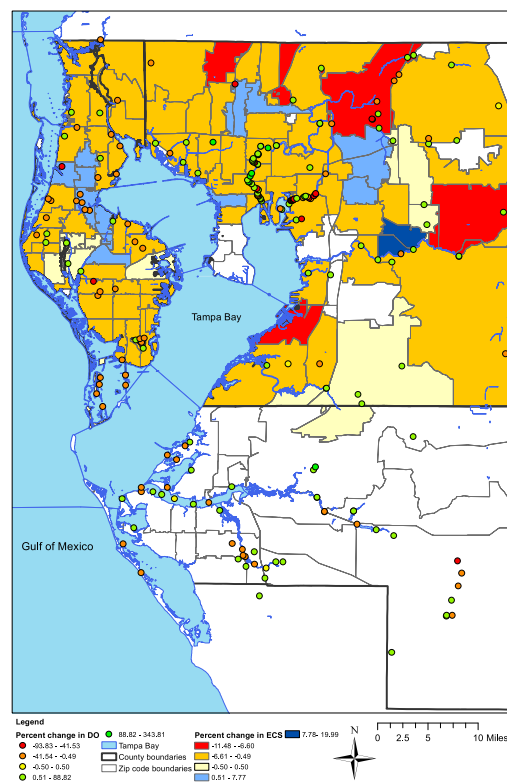 Tampa Bay
Gulf of Mexico
Legend
Percent change in DO
-93.83 - -41.53
-41.54 - -0.49
-0.50 - 0.50
0.51 - 88.82
88.82 - 343.81
Tampa Bay
County boundaries
Zip code boundaries
Percent change in ECS
-11.48 - -6.60
-6.61 - -0.49
-0.50 - 0.50
0.51 - 7.77
7.78- 19.99
N
0 2.5 5 10 Miles